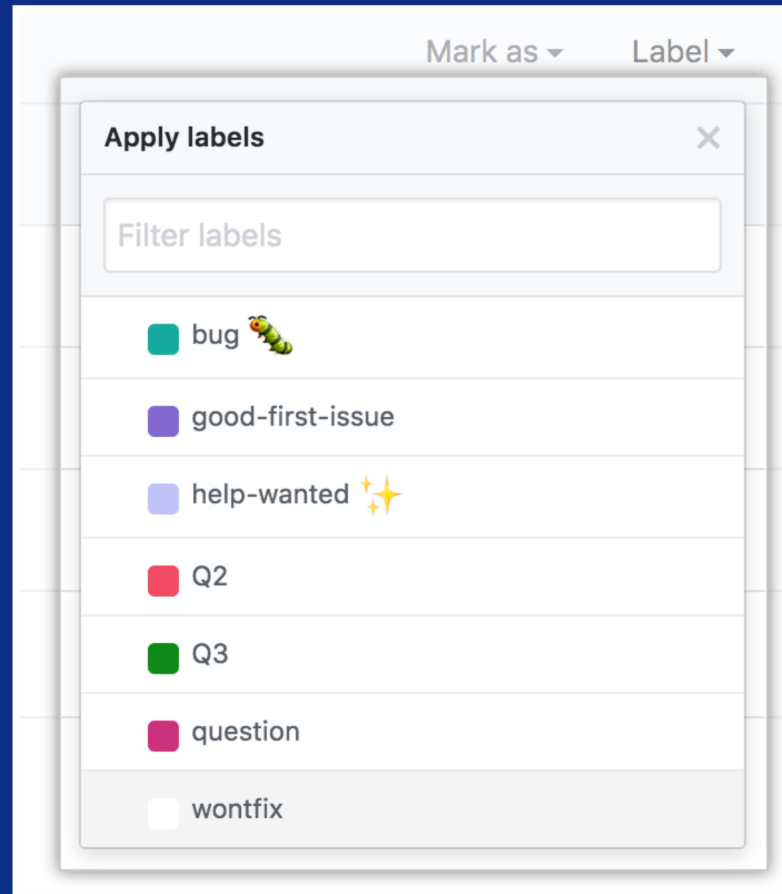 Mark as Label
Apply labels
Filter labels
bug 🐛
good-first-issue
help-wanted ✨
Q2
Q3
question
wontfix